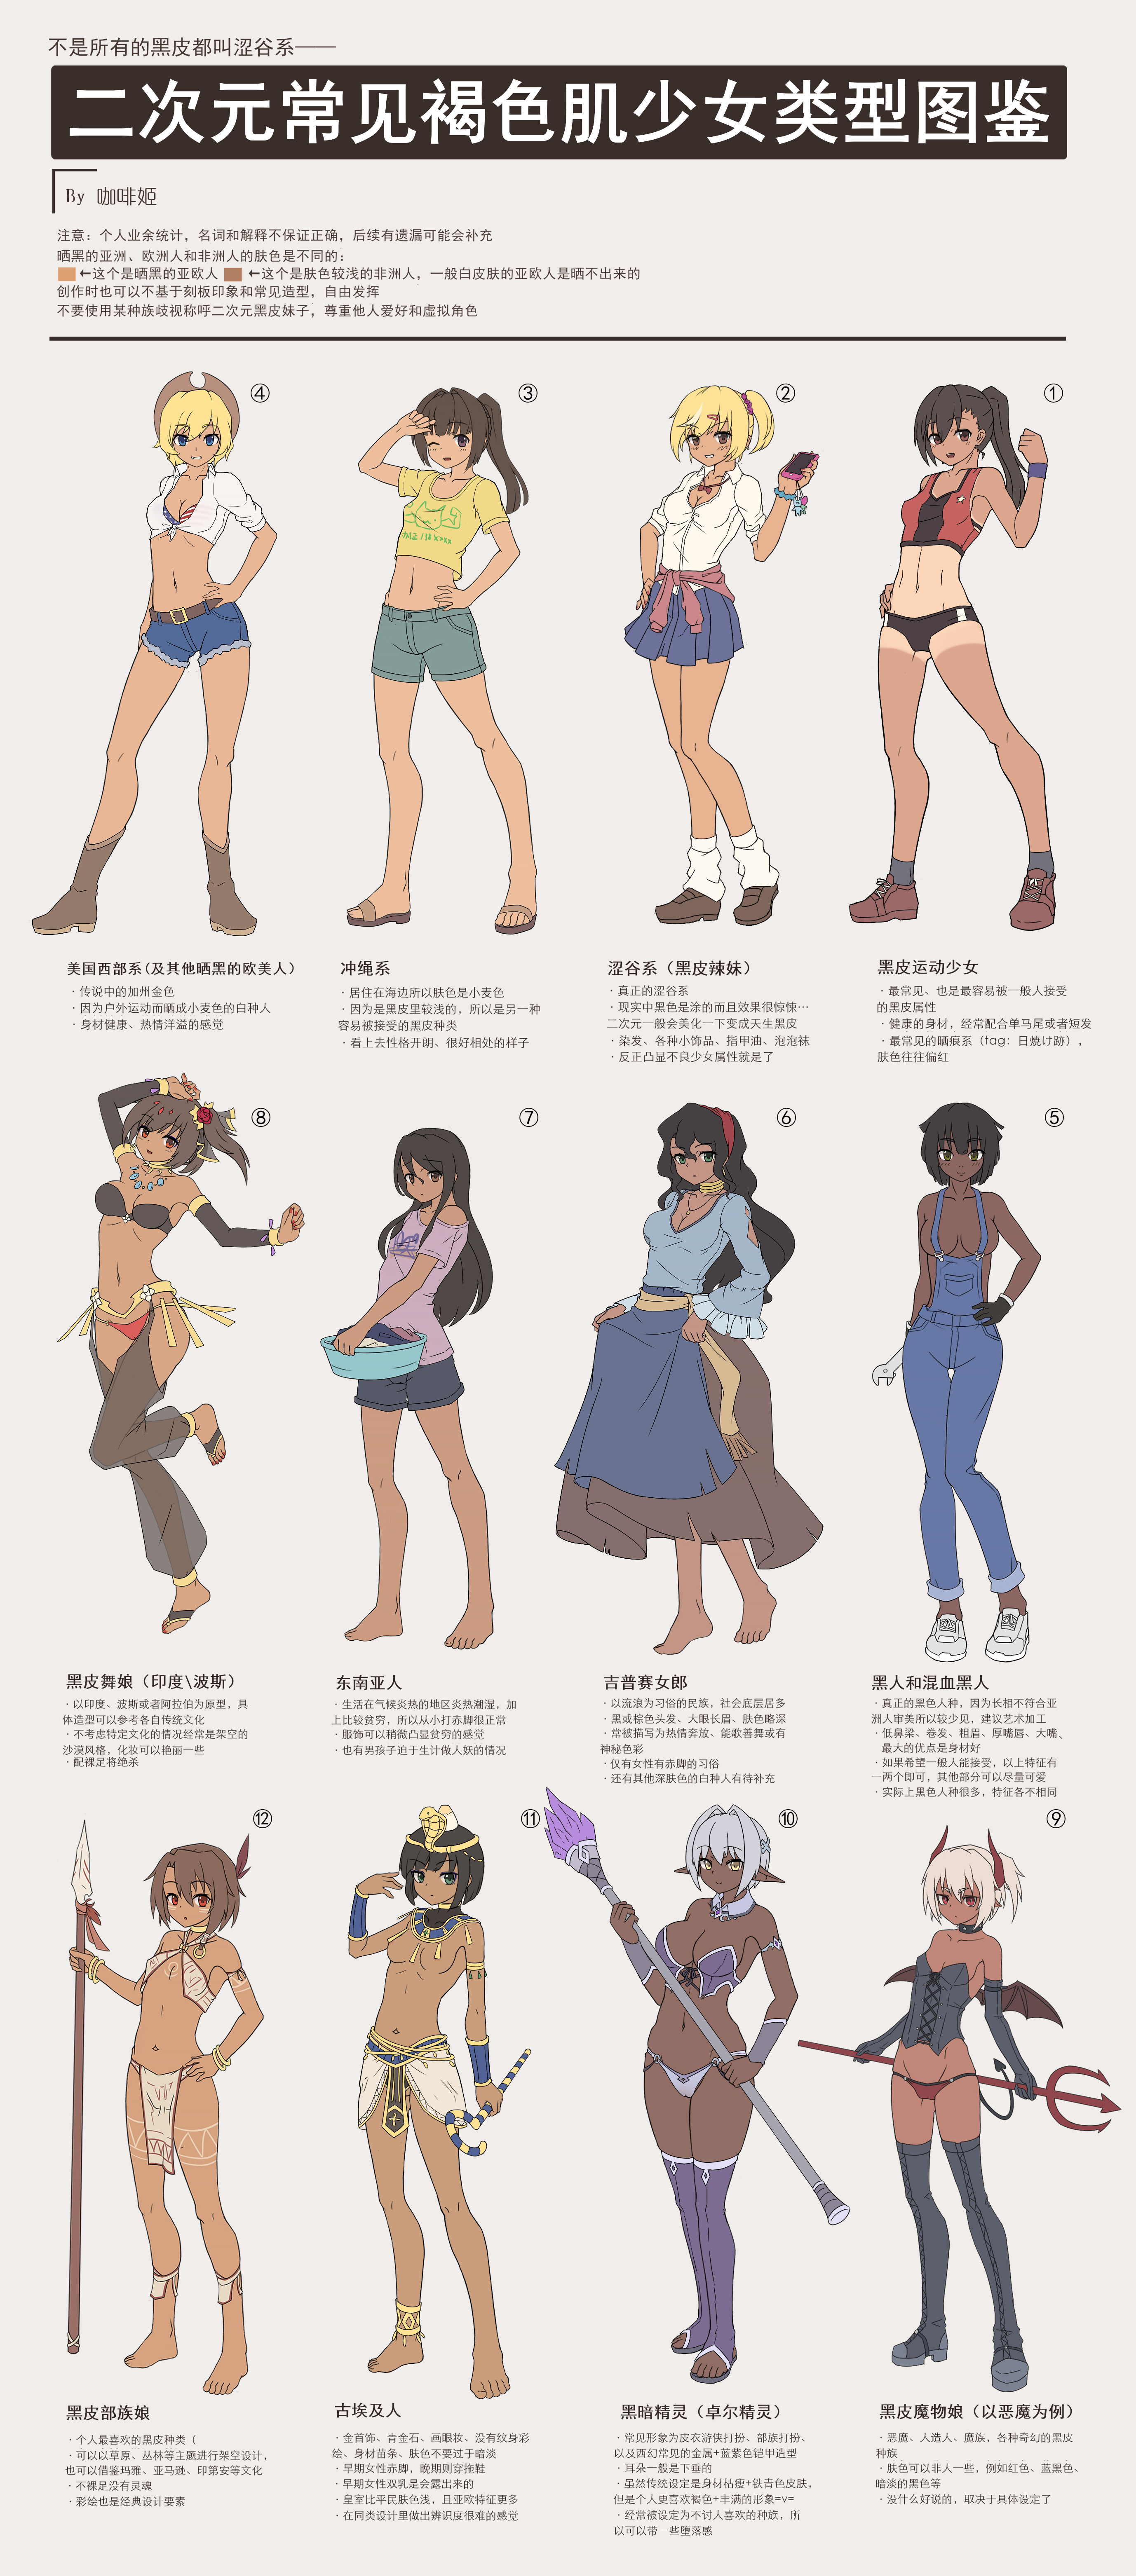 不是所有的黑皮都叫涩谷系——
二次元常见褐色肌少女类型图鉴
By 咖啡姬
注意：个人业余统计，名词和解释不保证正确，后续有遗漏可能会补充
晒黑的亚洲、欧洲人和非洲人的肤色是不同的：
←这个是晒黑的亚欧人 ←这个是肤色较浅的非洲人，一般白皮肤的亚欧人是晒不出来的
创作时也可以不基于刻板印象和常见造型，自由发挥
不要使用某种族歧视称呼二次元黑皮妹子，尊重他人爱好和虚拟角色
④
美国西部系（及其他晒黑的欧美人）
·传说中的加州金色
·因为户外运动而晒成小麦色的白种人
·身材健康、热情洋溢的感觉
③
冲绳系
·居住在海边所以肤色是小麦色
·因为是黑皮里较浅的，所以是另一种
容易被接受的黑皮种类
·看上去性格开朗、很好相处的样子
②
涩谷系（黑皮辣妹）
·真正的涩谷系
·现实中黑色是涂的而且效果很惊悚…
二次元一般会美化一下变成天生黑皮
·染发、各种小饰品、指甲油、泡泡袜
·反正凸显不良少女属性就是了
①
黑皮运动少女
·最常见、也是最容易被一般人接受
的黑皮属性
·健康的身材，经常配合单马尾或者短发
·最常见的晒痕系（tag：日焼け跡），
肤色往往偏红
⑧
黑皮舞娘（印度\波斯）
·以印度、波斯或者阿拉伯为原型，具
体造型可以参考各自传统文化
·不考虑特定文化的情况经常是架空的
沙漠风格，化妆可以艳丽一些
·配裸足将绝杀
⑦
东南亚人
·生活在气候炎热的地区炎热潮湿，加
上比较贫穷，所以从小打赤脚很正常
·服饰可以稍微凸显贫穷的感觉
·也有男孩子迫于生计做人妖的情况
⑥
吉普赛女郎
·以流浪为习俗的民族，社会底层居多
·黑或棕色头发、大眼长眉、肤色略深
·常被描写为热情奔放、能歌善舞或有
神秘色彩
·仅有女性有赤脚的习俗
·还有其他深肤色的白种人有待补充
⑤
黑人和混血黑人
·真正的黑色人种，因为长相不符合亚
洲人审美所以较少见，建议艺术加工
·低鼻梁、卷发、粗眉、厚嘴唇、大嘴、
最大的优点是身材好
·如果希望一般人能接受，以上特征有
一两个即可，其他部分可以尽量可爱
·实际上黑色人种很多，特征各不相同
⑫
黑皮部族娘
·个人最喜欢的黑皮种类（
·可以以草原、丛林等主题进行架空设计，
也可以借鉴玛雅、亚马逊、印第安等文化
·不裸足没有灵魂
·彩绘也是经典设计要素
⑪
古埃及人
·金首饰、青金石、画眼妆、没有纹身彩
绘、身材苗条、肤色不要过于暗淡
·早期女性赤脚，晚期则穿拖鞋
·早期女性双乳是会露出来的
·皇室比平民肤色浅，且亚欧特征更多
·在同类设计里做出辨识度很难的感觉
⑩
黑暗精灵（卓尔精灵）
·常见形象为皮衣游侠打扮、部族打扮、
以及西幻常见的金属+蓝紫色铠甲造型
·耳朵一般是下垂的
·虽然传统设定是身材枯瘦+铁青色皮肤，
但是个人更喜欢褐色+丰满的形象=v=
·经常被设定为不讨人喜欢的种族，所
以可以带一些堕落感
⑨
黑皮魔物娘（以恶魔为例）
·恶魔、人造人、魔族，各种奇幻的黑皮
种族
·肤色可以非人一些，例如红色、蓝黑色、
暗淡的黑色等
·没什么好说的，取决于具体设定了